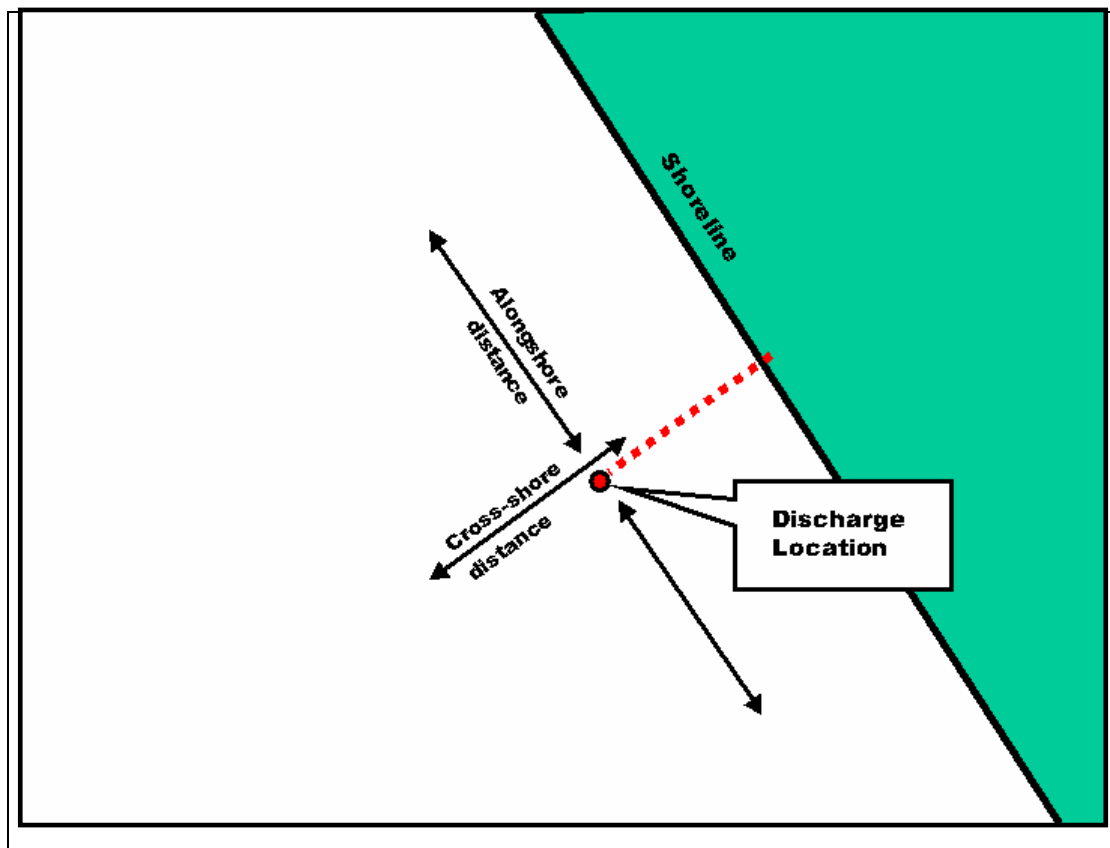 Shoreline
Alongshore
distance
Cross-shore
distance
Discharge
Location